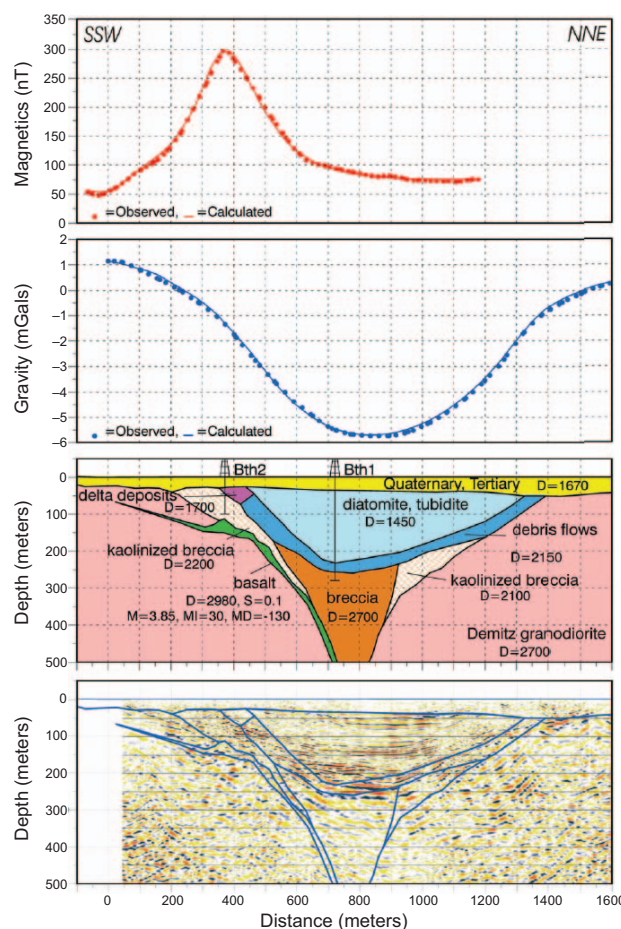 350
SSW
NNE
300
250
200
150
100
50
0
Magnetics (nT)
=Observed, =Calculated
2
1
0
−1
−2
−3
−4
−5
−6
Gravity (mGals)
=Observed, =Calculated
0
100
200
300
400
500
Depth (meters)
Bth2
Bth1
Quaternary, Tertiary D=1670
delta deposits
D=1700
diatomite, tubidite
D=1450
debris flows
D=2150
kaolinized breccia
D=2200
kaolinized breccia
D=2100
basalt
D=2980, S=0.1
M=3.85, MI=30, MD=-130
breccia
D=2700
Demitz granodiorite
D=2700
0
100
200
300
400
500
Depth (meters)
0 200 400 600 800 1000 1200 1400 1600
Distance (meters)